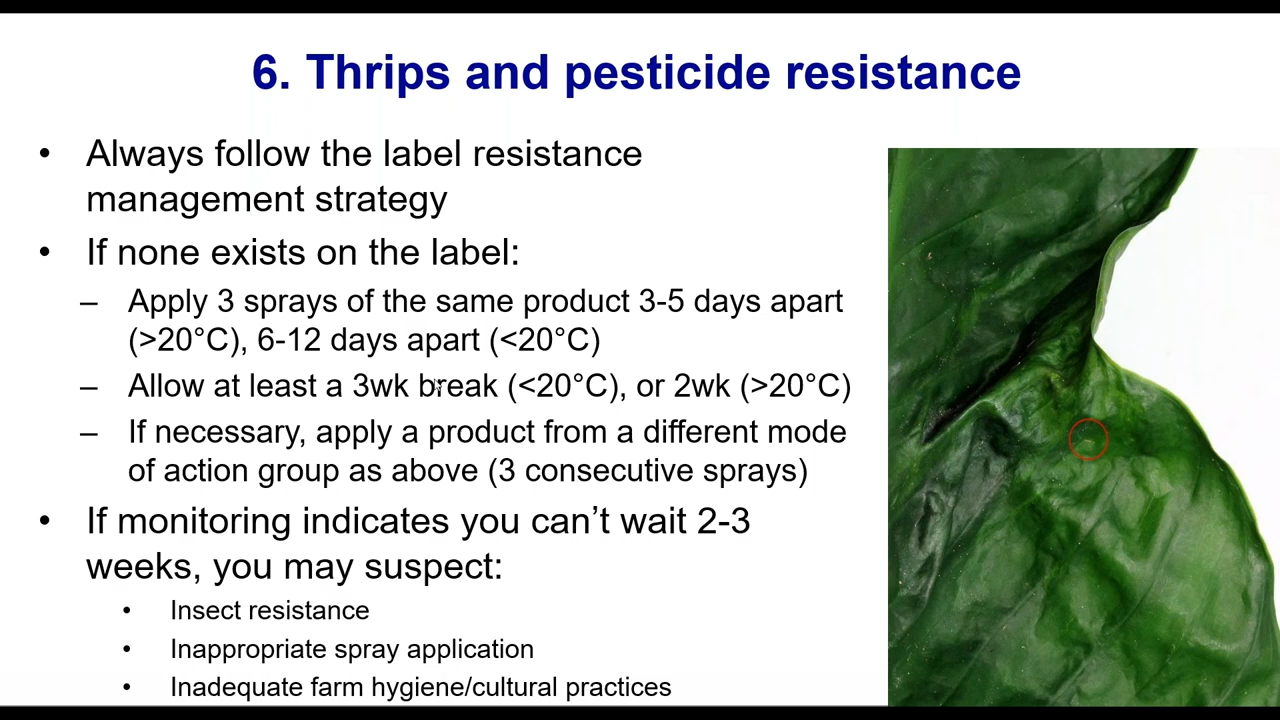 6. Thrips and pesticide resistance
• Always follow the label resistance
management strategy
• If none exists on the label:
– Apply 3 sprays of the same product 3-5 days apart
(>20°C), 6-12 days apart (<20°C)
– Allow at least a 3wk break (<20°C), or 2wk (>20°C)
– If necessary, apply a product from a different mode
of action group as above (3 consecutive sprays)
• If monitoring indicates you can’t wait 2-3
weeks, you may suspect:
• Insect resistance
• Inappropriate spray application
• Inadequate farm hygiene/cultural practices